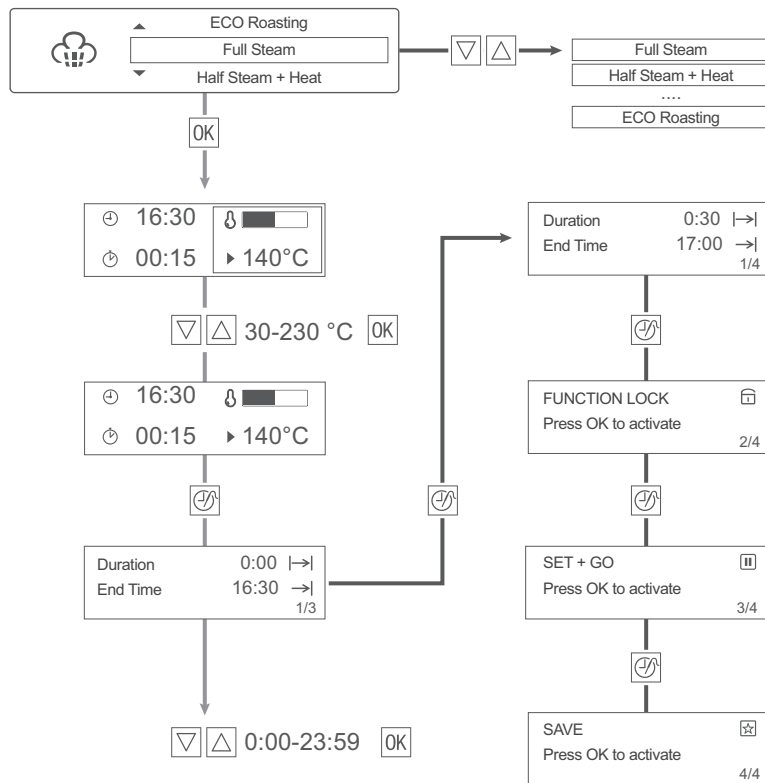 ECO Roasting
Full Steam
Half Steam + Heat
Full Steam
Half Steam + Heat
....
ECO Roasting
OK
16:30
00:15 140°C
30-230 °C OK
16:30
00:15 140°C
Duration 0:00
End Time 16:30
1/3
0:00-23:59 OK
Duration 0:30
End Time 17:00
1/4
FUNCTION LOCK
Press OK to activate
2/4
SET + GO
Press OK to activate
3/4
SAVE
Press OK to activate
4/4